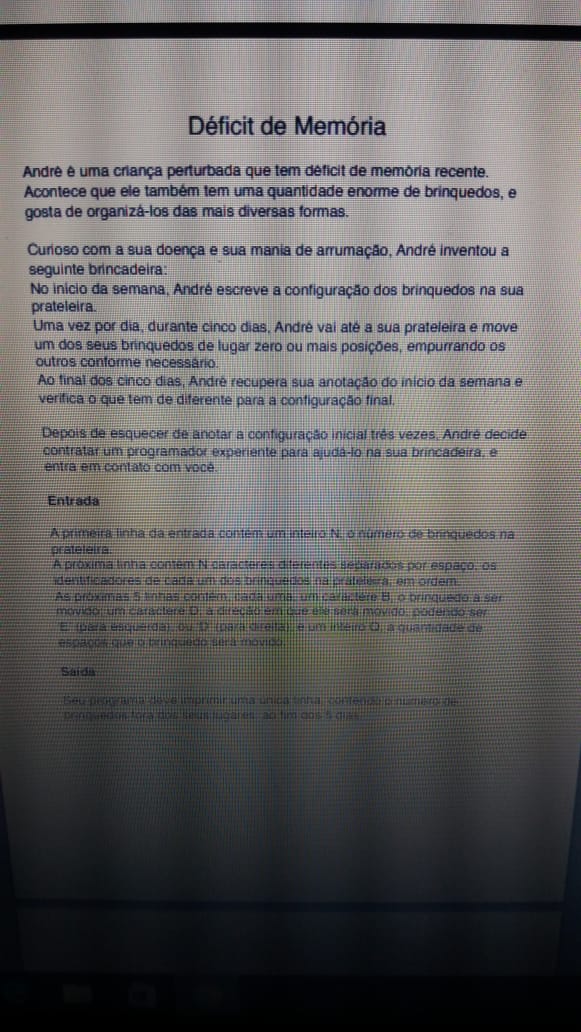 Déficit de Memória
André é uma criança perturbada que tem déficit de memória recente.
Acontece que ele também tem uma quantidade enorme de brinquedos, e
gosta de organizá-los das mais diversas formas.
Curioso com a sua doença e sua mania de arrumação, André inventou a
seguinte brincadeira:
No início da semana, André escreve a configuração dos brinquedos na sua
prateleira.
Uma vez por dia, durante cinco dias, André vai até a sua prateleira e move
um dos seus brinquedos de lugar zero ou mais posições, empurrando os
outros conforme necessário.
Ao final dos cinco dias, André recupera sua anotação do início da semana e
verifica o que tem de diferente para a configuração final.
Depois de esquecer de anotar a configuração inicial três vezes, André decide
contratar um programador experiente para ajudá-lo na sua brincadeira, e
entra em contato com você.
Entrada
A primeira linha da entrada contém um inteiro N, o número de brinquedos na
prateleira.
A próxima linha contém N caracteres diferentes separados por espaço, os
identificadores de cada um dos brinquedos na prateleira, em ordem.
As próximas 5 linhas contém, cada uma, um caractere B, o brinquedo a ser
movido, um caractere D, a direção em que ele será movido, podendo ser
'E' (para esquerda), ou 'D' (para direita), e um inteiro Q, a quantidade de
espaços que o brinquedo será movido.
Saída
Seu programa deve imprimir uma única linha, contendo o número de
brinquedos fora dos seus lugares, ao fim dos 5 dias.